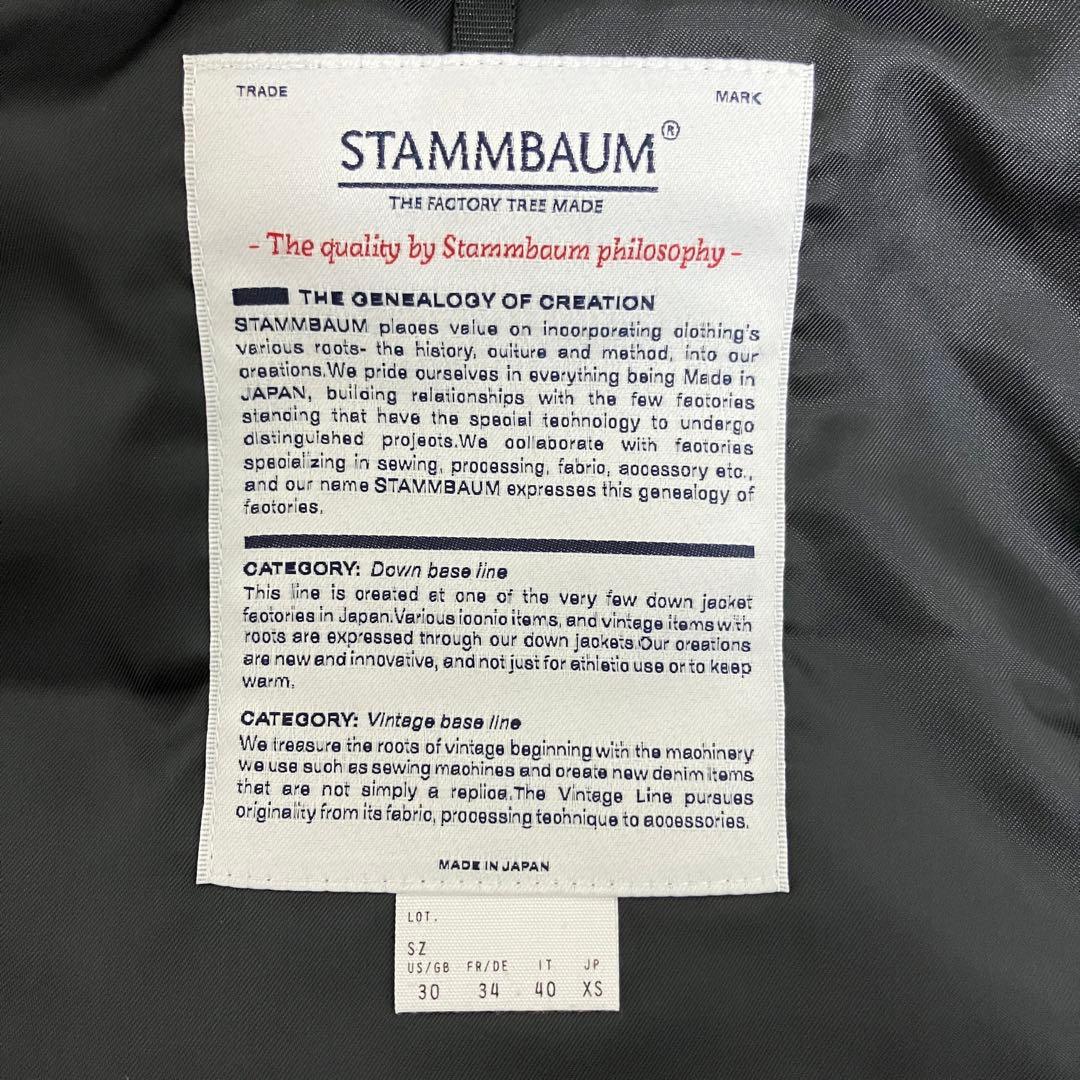 TRADE MARK
STAMMBAUM®
THE FACTORY TREE MADE
- The quality by Stammbaum philosophy -
THE GENEALOGY OF CREATION
STAMMBAUM places value on incorporating clothing's
various roots- the history, culture and method, into our
creations.We pride ourselves in everything being Made in
JAPAN, building relationships with the few factories
standing that have the special technology to undergo
distinguished projects.We collaborate with factories
specializing in sewing, processing, fabric, accessory etc.,
and our name STAMMBAUM expresses this genealogy of
factories.
CATEGORY: Down base line
This line is created at one of the very few down jacket
factories in Japan.Various iconic items, and vintage items with
roots are expressed through our down jackets.Our creations
are new and innovative, and not just for athletic use or to keep
warm.
CATEGORY: Vintage base line
We treasure the roots of vintage beginning with the machinery
we use such as sewing machines and create new denim items
that are not simply a replica.The Vintage Line pursues
originality from its fabric, processing technique to accessories.
MADE IN JAPAN
LOT.
SZ
US/GB FR/DE IT JP
30 34 40 XS